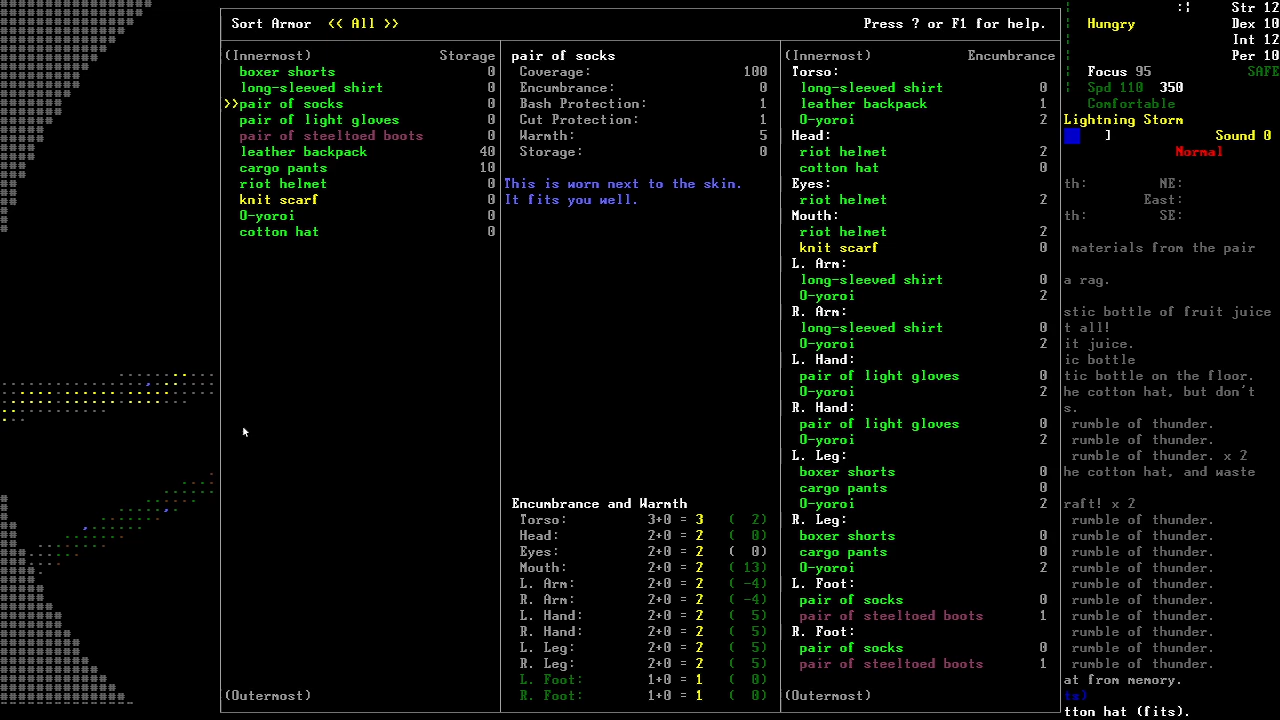 Sort Armor << All >> Press ? or F1 for help.
(Innermost) Storage
boxer shorts 0
long-sleeved shirt 0
>>pair of socks 0
pair of light gloves 0
pair of steeltoed boots 0
leather backpack 40
cargo pants 10
riot helmet 0
knit scarf 0
O-yoroi 0
cotton hat 0
(Outermost)
pair of socks
Coverage: 100
Encumbrance: 0
Bash Protection: 1
Cut Protection: 1
Warmth: 5
Storage: 0
This is worn next to the skin.
It fits you well.
Encumbrance and Warmth
Torso: 3+0 = 3 ( 2)
Head: 2+0 = 2 ( 0)
Eyes: 2+0 = 2 ( 0)
Mouth: 2+0 = 2 ( 13)
L. Arm: 2+0 = 2 ( -4)
R. Arm: 2+0 = 2 ( -4)
L. Hand: 2+0 = 2 ( 5)
R. Hand: 2+0 = 2 ( 5)
L. Leg: 2+0 = 2 ( 5)
R. Leg: 2+0 = 2 ( 5)
L. Foot: 1+0 = 1 ( 0)
R. Foot: 1+0 = 1 ( 0)
(Innermost) Encumbrance
Torso:
long-sleeved shirt 0
leather backpack 1
O-yoroi 2
Head:
riot helmet 2
cotton hat 0
Eyes:
riot helmet 2
Mouth:
riot helmet 2
knit scarf 0
L. Arm:
long-sleeved shirt 0
O-yoroi 2
R. Arm:
long-sleeved shirt 0
O-yoroi 2
L. Hand:
pair of light gloves 0
O-yoroi 2
R. Hand:
pair of light gloves 0
O-yoroi 2
L. Leg:
boxer shorts 0
cargo pants 0
O-yoroi 2
R. Leg:
boxer shorts 0
cargo pants 0
O-yoroi 2
L. Foot:
pair of socks 0
pair of steeltoed boots 1
R. Foot:
pair of socks 0
pair of steeltoed boots 1
(Outermost)
:| Str 12
Hungry Dex 10
Int 12
Per 10
Focus 95 SAFE
Spd 110 350
Comfortable
Lightning Storm
] Sound 0
Normal
th: NE:
East:
th: SE:
materials from the pair
a rag.
stic bottle of fruit juice
t all!
it juice.
ic bottle
tic bottle on the floor.
he cotton hat, but don't
s.
rumble of thunder.
rumble of thunder.
rumble of thunder. x 2
he cotton hat, and waste
raft! x 2
rumble of thunder.
rumble of thunder.
rumble of thunder.
rumble of thunder.
rumble of thunder.
rumble of thunder.
rumble of thunder.
rumble of thunder.
rumble of thunder.
rumble of thunder.
at from memory.
tton hat (fits).